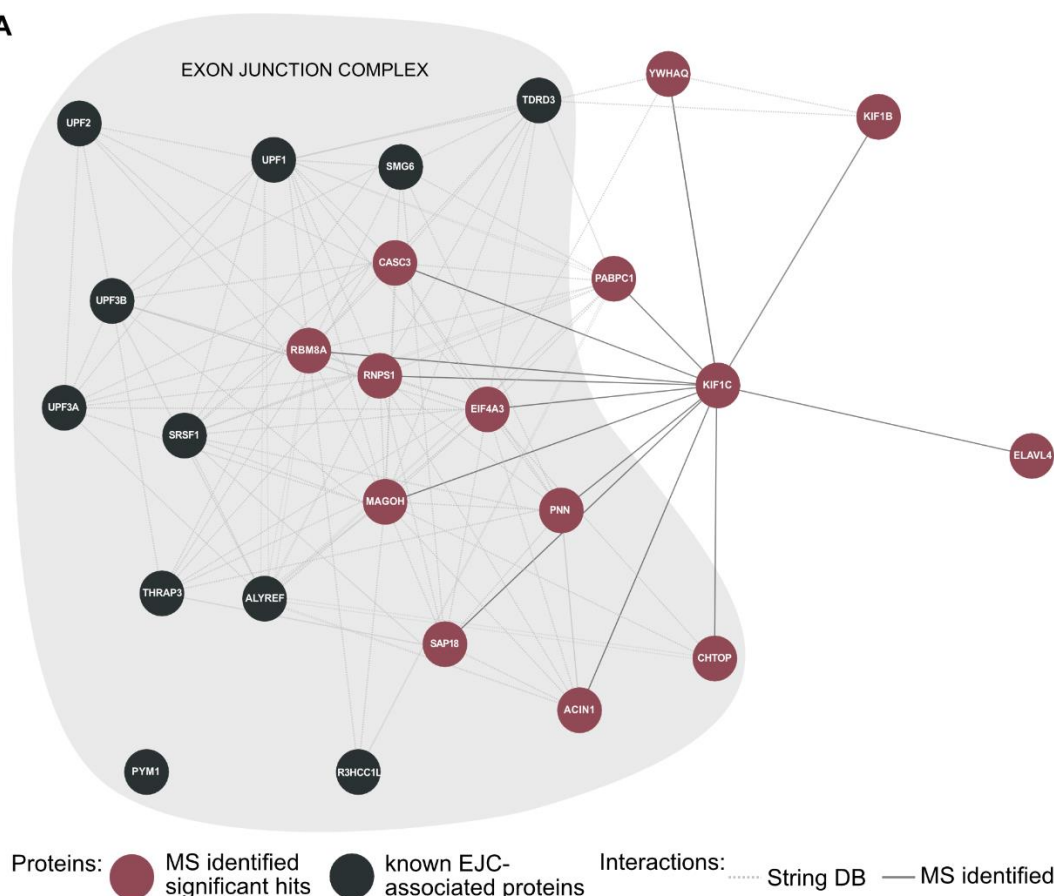 A
EXON JUNCTION COMPLEX
YWHAQ
TDRD3
KIF1B
UPF2
UPF1
SMG6
CASC3
PABPC1
UPF3B
RBM8A
RNPS1
KIF1C
UPF3A
EIF4A3
SRSF1
ELAVL4
MAGOH
PNN
THRAP3
ALYREF
SAP18
CHTOP
ACIN1
PYM1
R3HCC1L
Proteins: MS identified significant hits
known EJC-associated proteins
Interactions: String DB MS identified